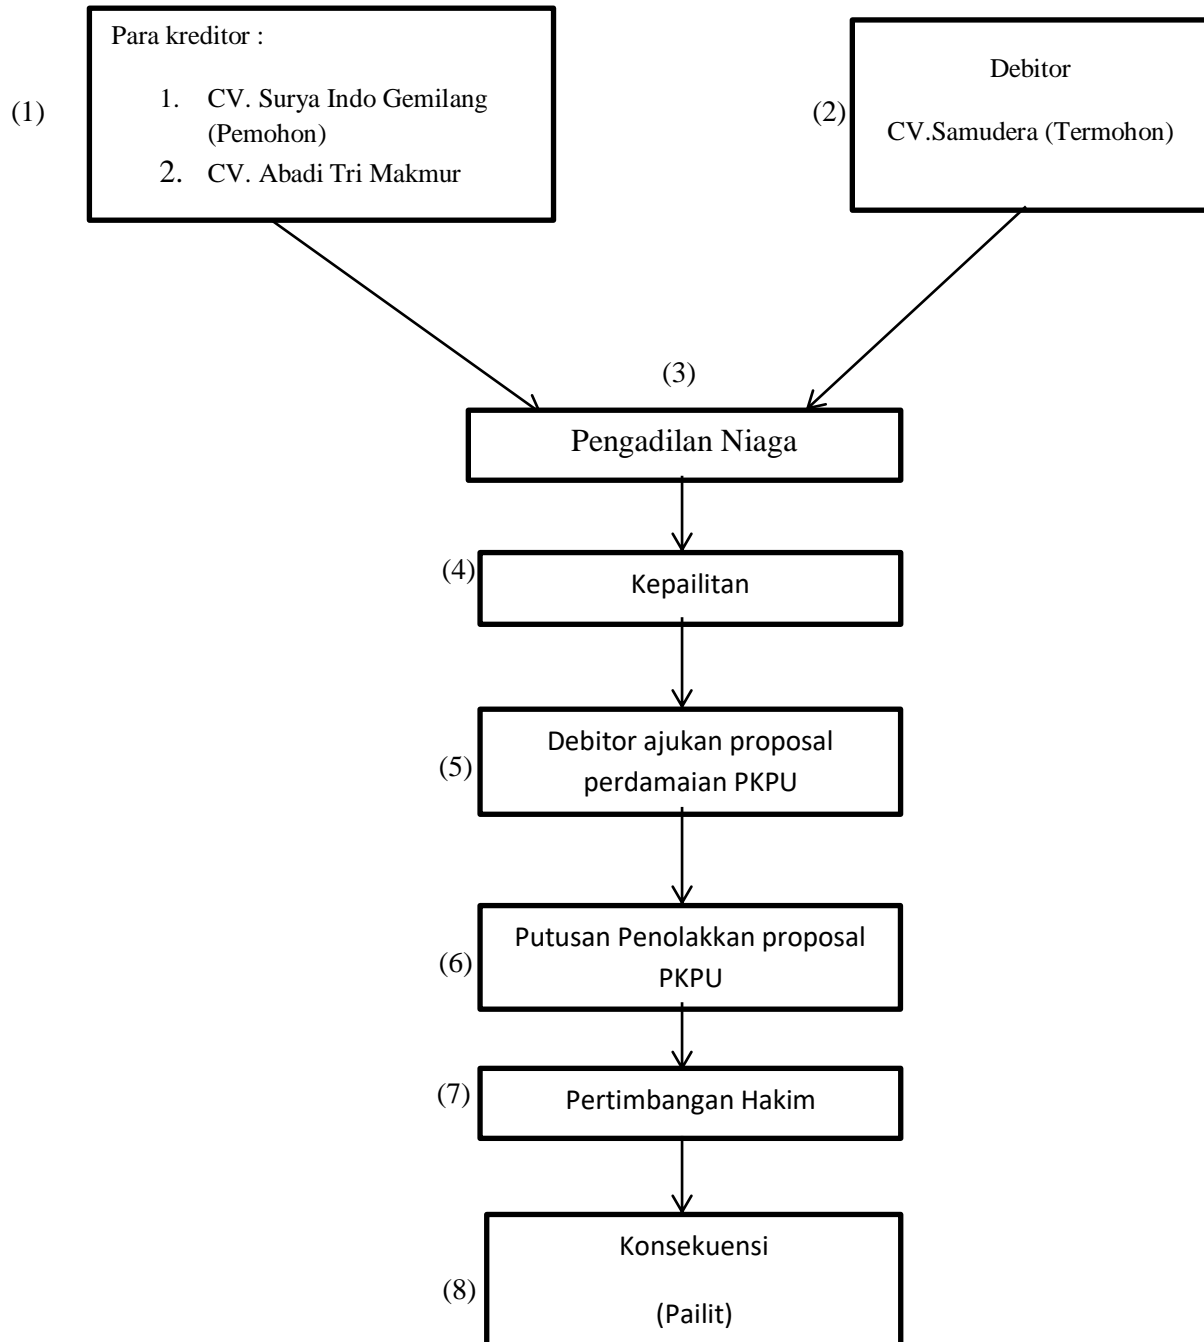 Para kreditor :
(1)
1. CV. Surya Indo Gemilang
(Pemohon)
2. CV. Abadi Tri Makmur
Debitor
(2)
CV.Samudera (Termohon)
(3)
Pengadilan Niaga
(4)
Kepailitan
Debitor ajukan proposal
(5)
perdamaian PKPU
Putusan Penolakkan proposal
(6)
PKPU
(7)
Pertimbangan Hakim
Konsekuensi
(8)
(Pailit)